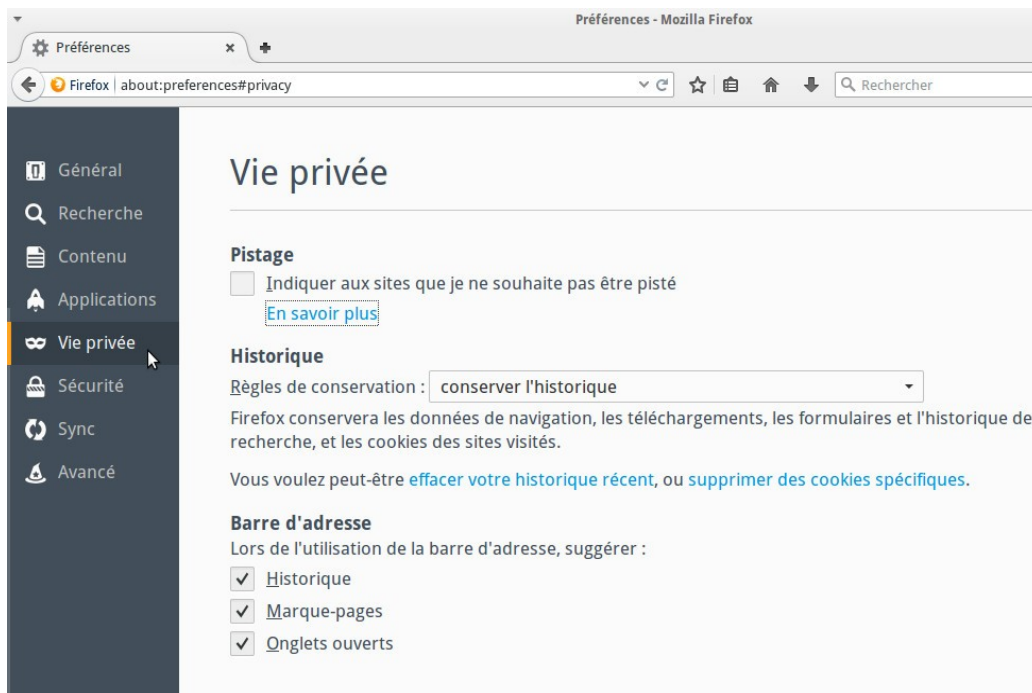 Préférences - Mozilla Firefox
Préférences
Firefox about:preferences#privacy
Rechercher
Général
Recherche
Contenu
Applications
Vie privée
Sécurité
Sync
Avancé
Vie privée
Pistage
Indiquer aux sites que je ne souhaite pas être pisté
En savoir plus
Historique
Règles de conservation : conserver l'historique
Firefox conservera les données de navigation, les téléchargements, les formulaires et l'historique de
recherche, et les cookies des sites visités.
Vous voulez peut-être effacer votre historique récent, ou supprimer des cookies spécifiques.
Barre d'adresse
Lors de l'utilisation de la barre d'adresse, suggérer :
Historique
Marque-pages
Onglets ouverts